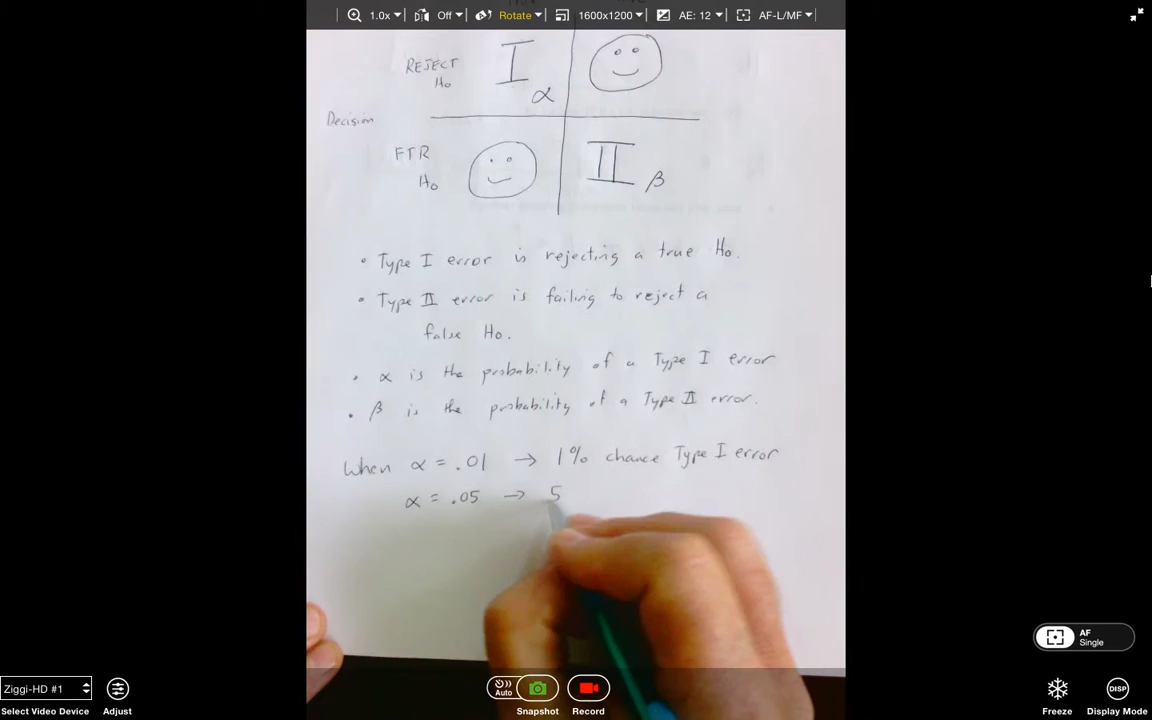 1.0x Off Rotate 1600x1200 AE: 12 AF-L/MF
REJECT
Ho
I
α
Decision
FTR
Ho
II
β
• Type I error is rejecting a true Ho.
• Type II error is failing to reject a
false Ho.
• α is the probability of a Type I error
• β is the probability of a Type II error.
When α = .01 → 1% chance Type I error
α = .05 → 5
AF
Single
Ziggi-HD #1
Select Video Device
Adjust
Auto
Snapshot
Record
Freeze
DISP
Display Mode